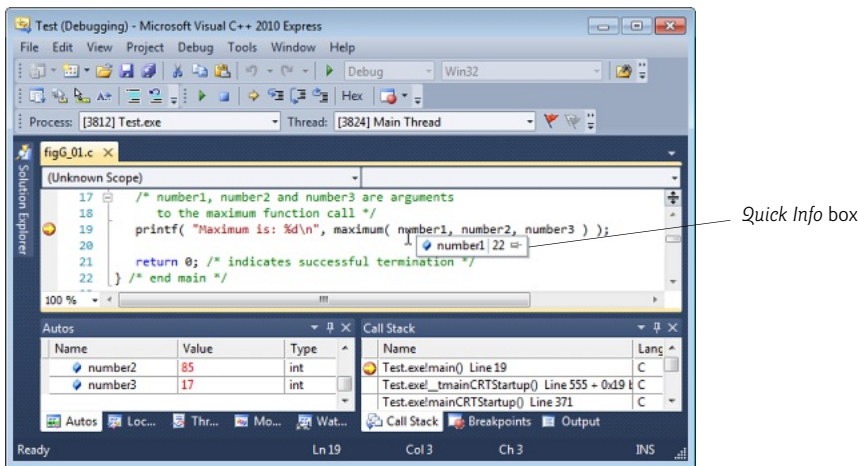 Test (Debugging) - Microsoft Visual C++ 2010 Express
File Edit View Project Debug Tools Window Help
Debug Win32
Hex
Process: [3812] Test.exe Thread: [3824] Main Thread
Solution Explorer
figG_01.c
(Unknown Scope)
17 /* number1, number2 and number3 are arguments
18 to the maximum function call */
19 printf( "Maximum is: %d\n", maximum( number1, number2, number3 ) );
20 number1 22
21 return 0; /* indicates successful termination */
22 } /* end main */
Quick Info box
100 %
Autos
Name Value Type
number2 85 int
number3 17 int
Autos Loc... Thr... Mo... Wat...
Call Stack
Name Lang
Test.exe!main() Line 19 C
Test.exe!__tmainCRTStartup() Line 555 + 0x19 b C
Test.exe!mainCRTStartup() Line 371 C
Call Stack Breakpoints Output
Ready Ln 19 Col 3 Ch 3 INS